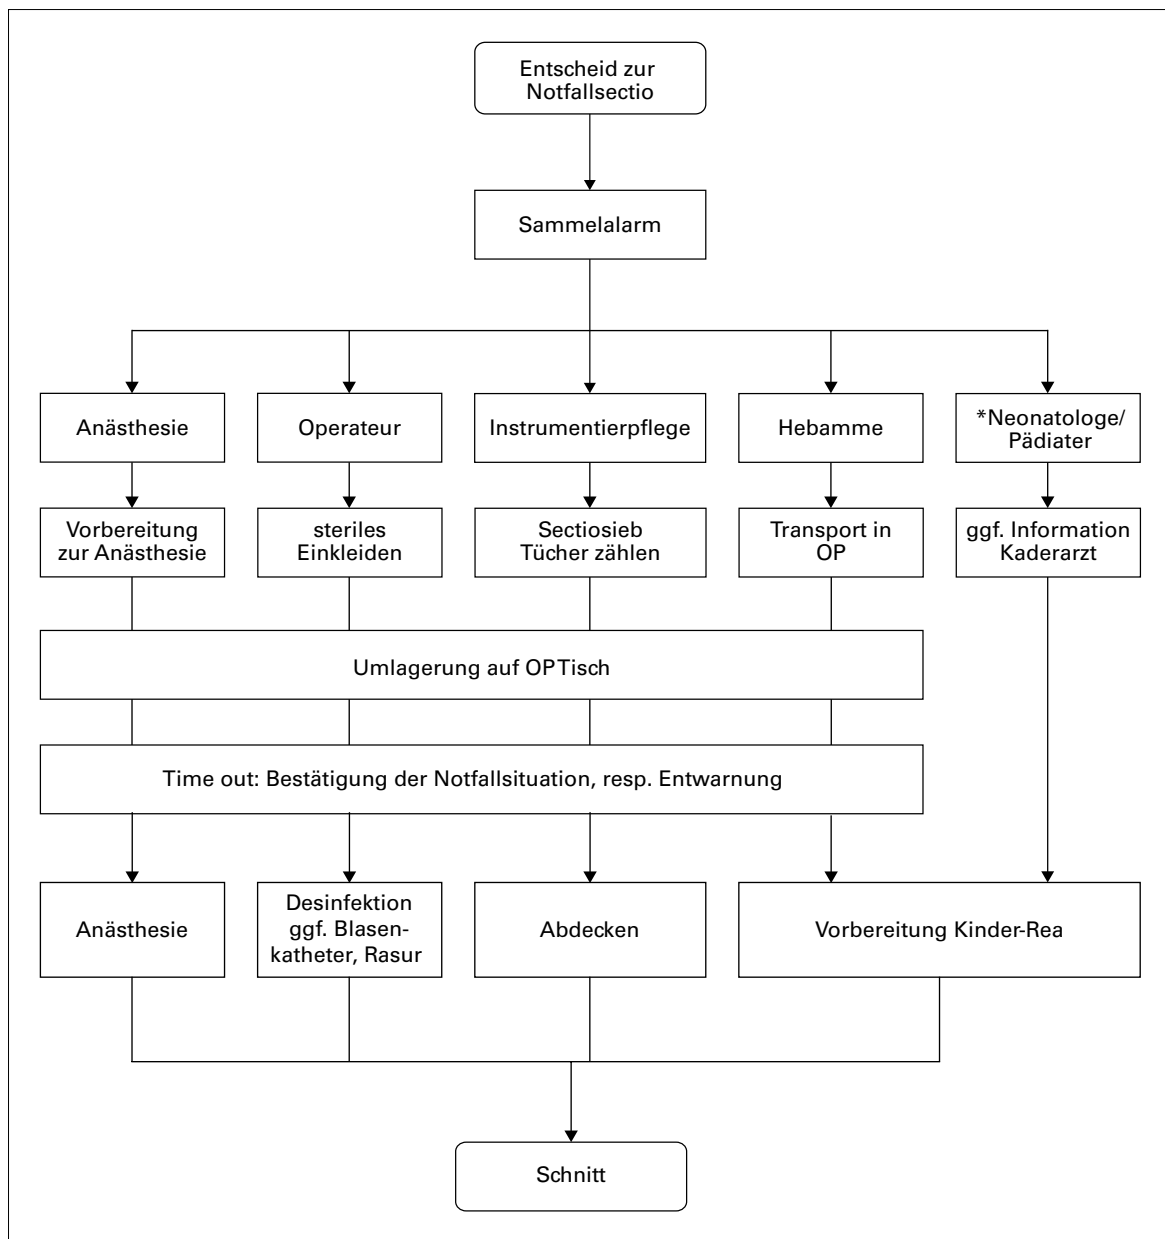 Entscheid zur
Notfallsectio
Sammelalarm
Anästhesie
Operateur
Instrumentierpflege
Hebamme
*Neonatologe/
Pädiater
Vorbereitung
zur Anästhesie
steriles
Einkleiden
Sectiosieb
Tücher zählen
Transport in
OP
ggf. Information
Kaderarzt
Umlagerung auf OP Tisch
Time out: Bestätigung der Notfallsituation, resp. Entwarnung
Anästhesie
Desinfektion
ggf. Blasen-
katheter, Rasur
Abdecken
Vorbereitung Kinder-Rea
Schnitt